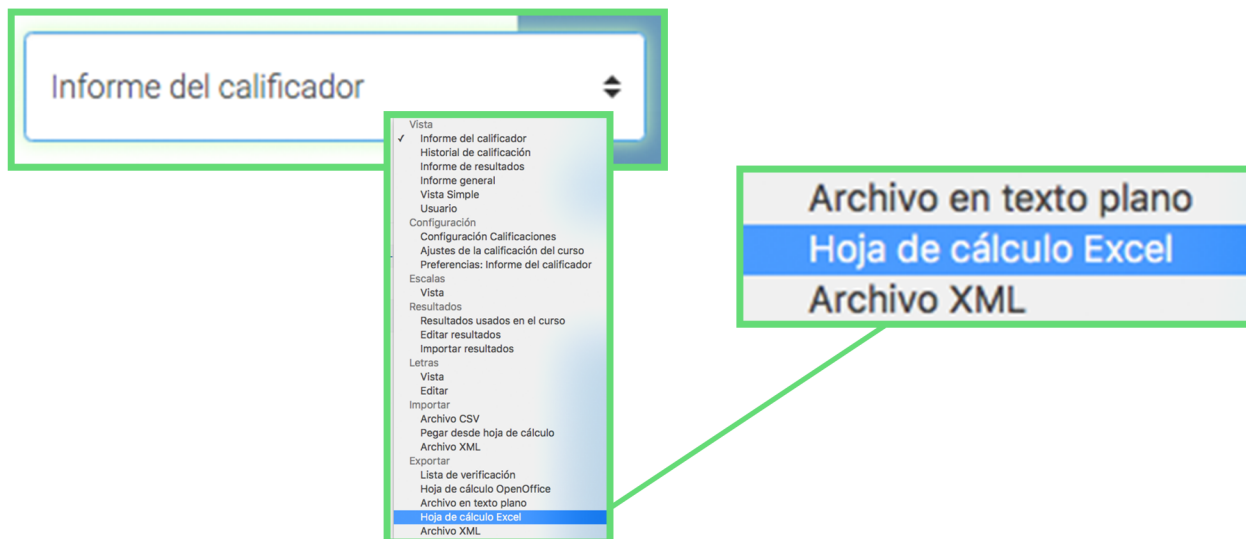 Informe del calificador
Vista
✓ Informe del calificador
Historial de calificación
Informe de resultados
Informe general
Vista Simple
Usuario
Configuración
Configuración Calificaciones
Ajustes de la calificación del curso
Preferencias: Informe del calificador
Escalas
Vista
Resultados
Resultados usados en el curso
Editar resultados
Importar resultados
Letras
Vista
Editar
Importar
Archivo CSV
Pegar desde hoja de cálculo
Archivo XML
Exportar
Lista de verificación
Hoja de cálculo OpenOffice
Archivo en texto plano
Hoja de cálculo Excel
Archivo XML
Archivo en texto plano
Hoja de cálculo Excel
Archivo XML